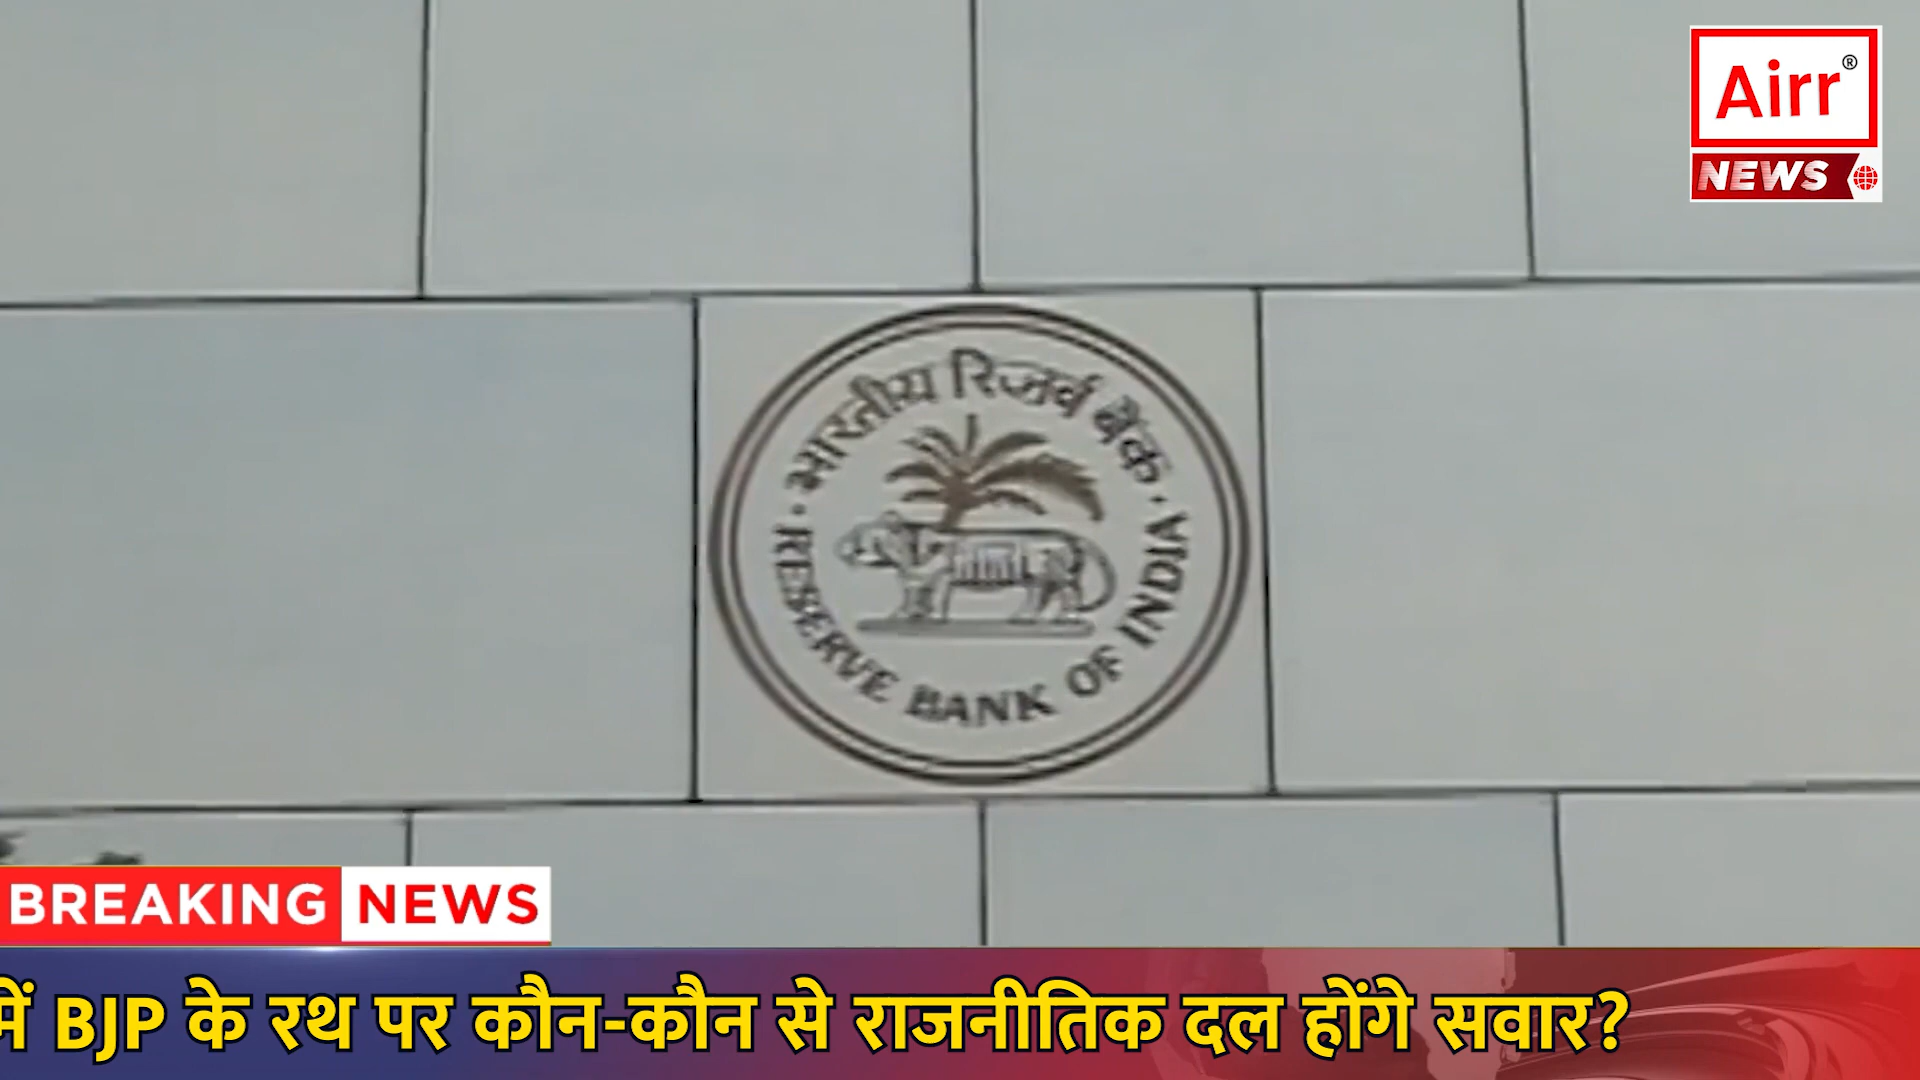 Airr®
NEWS
भारतीय रिज़र्व बैंक
RESERVE BANK OF INDIA
BREAKING NEWS
में BJP के रथ पर कौन-कौन से राजनीतिक दल होंगे सवार?